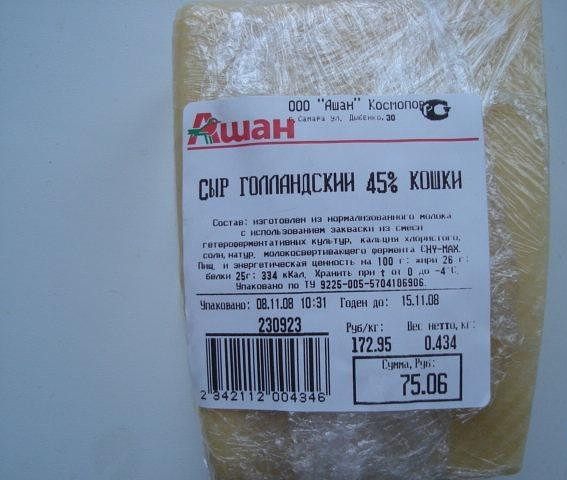 ООО "Ашан" Космопор
г. Самара ул. Дыбенко, 30
Ашан
СЫР ГОЛЛАНДСКИЙ 45% КОШКИ
Состав: изготовлен из нормализованного молока
с использованием закваски из смеси
гетероферментативных культур, кальция хлористого,
соли, натур. молокосвертывающего фермента CHY-MAX.
Пищ. и энергетическая ценность на 100 г: жири 26 г;
белки 25г; 334 кКал, Хранить при t от 0 до -4 C.
Упаковано по ТУ 9225-005-5704106906.
Упаковано: 08.11.08 10:31 Годен до: 15.11.08
230923
Руб/кг: Вес нетто, кг:
172.95 0.434
Сумма, Руб:
75.06
2 342112 004346